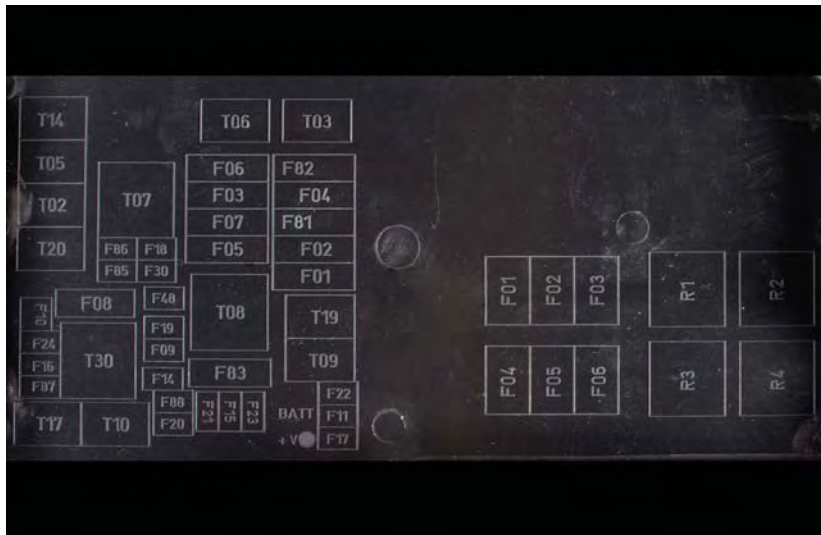 T14
T05
T02
T20
T06
T03
T07
F86 F18
F85 F30
F06
F03
F07
F05
F82
F04
F81
F02
F01
F10
F24
F16
F87
F08
T30
F48
F19
F09
F14
T08
F83
T19
T09
T17
T10
F88
F20
F21
F15
F23
BATT
+V
F22
F11
F17
F01
F02
F03
F04
F05
F06
R1
R2
R3
R4